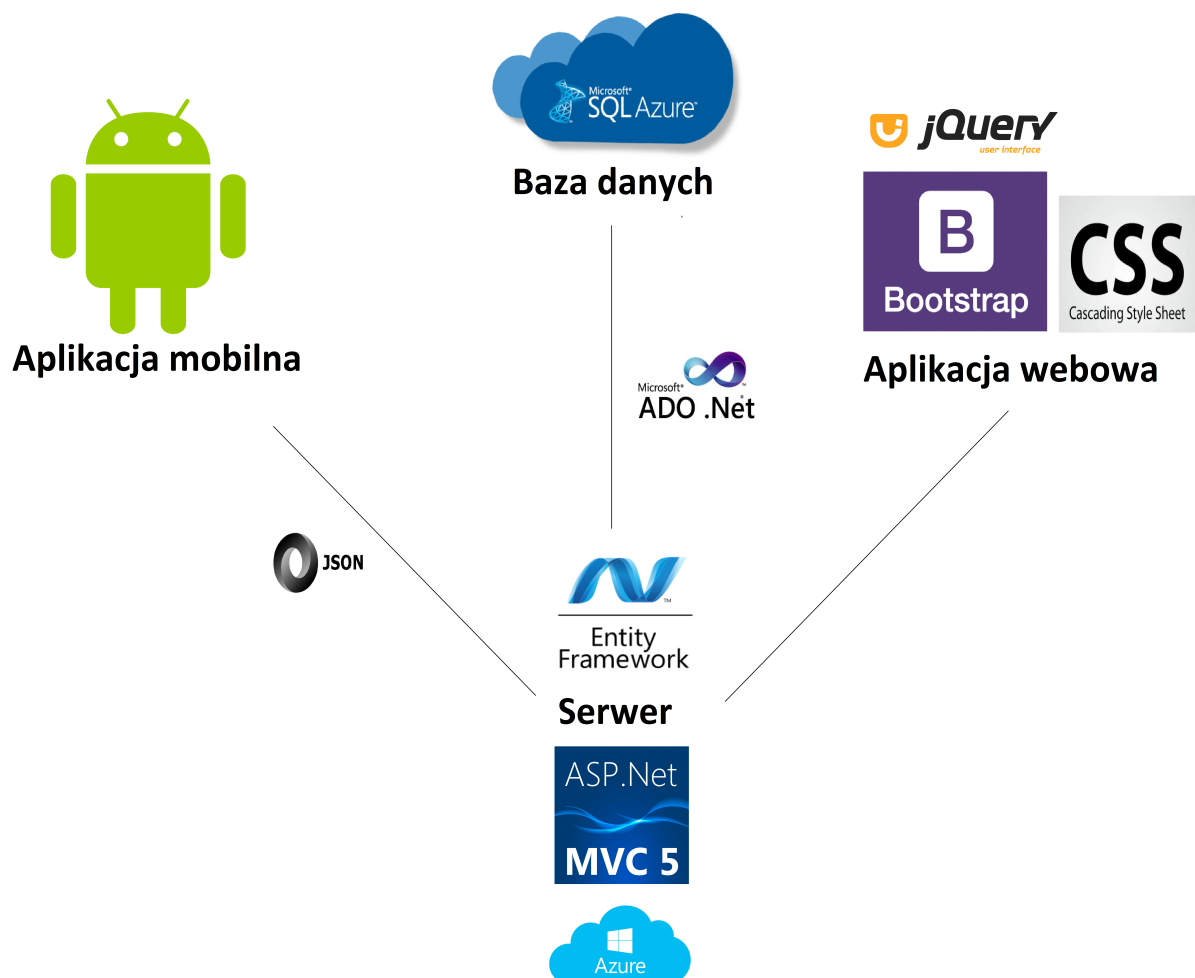 Microsoft®
SQL Azure™
Baza danych
jQuery
user interface
B
Bootstrap
CSS
Cascading Style Sheet
Aplikacja mobilna
Aplikacja webowa
Microsoft®
ADO .Net
JSON
Entity
Framework
Serwer
ASP.Net
MVC 5
Azure